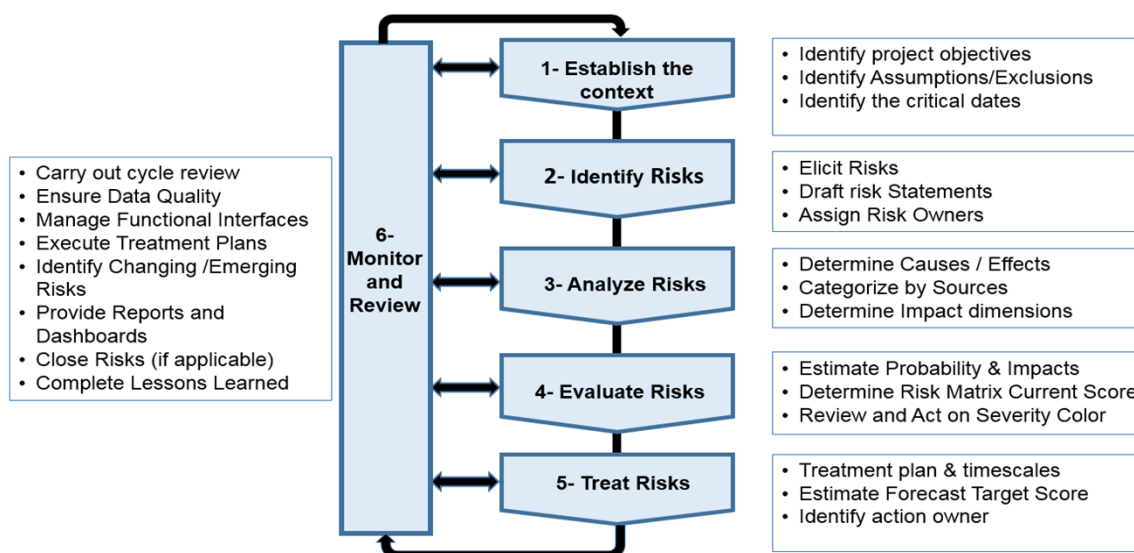 1- Establish the
context
• Identify project objectives
• Identify Assumptions/Exclusions
• Identify the critical dates
• Carry out cycle review
• Ensure Data Quality
• Manage Functional Interfaces
• Execute Treatment Plans
• Identify Changing /Emerging
Risks
• Provide Reports and
Dashboards
• Close Risks (if applicable)
• Complete Lessons Learned
6-
Monitor
and
Review
2- Identify Risks
• Elicit Risks
• Draft risk Statements
• Assign Risk Owners
3- Analyze Risks
• Determine Causes / Effects
• Categorize by Sources
• Determine Impact dimensions
4- Evaluate Risks
• Estimate Probability & Impacts
• Determine Risk Matrix Current Score
• Review and Act on Severity Color
5- Treat Risks
• Treatment plan & timescales
• Estimate Forecast Target Score
• Identify action owner